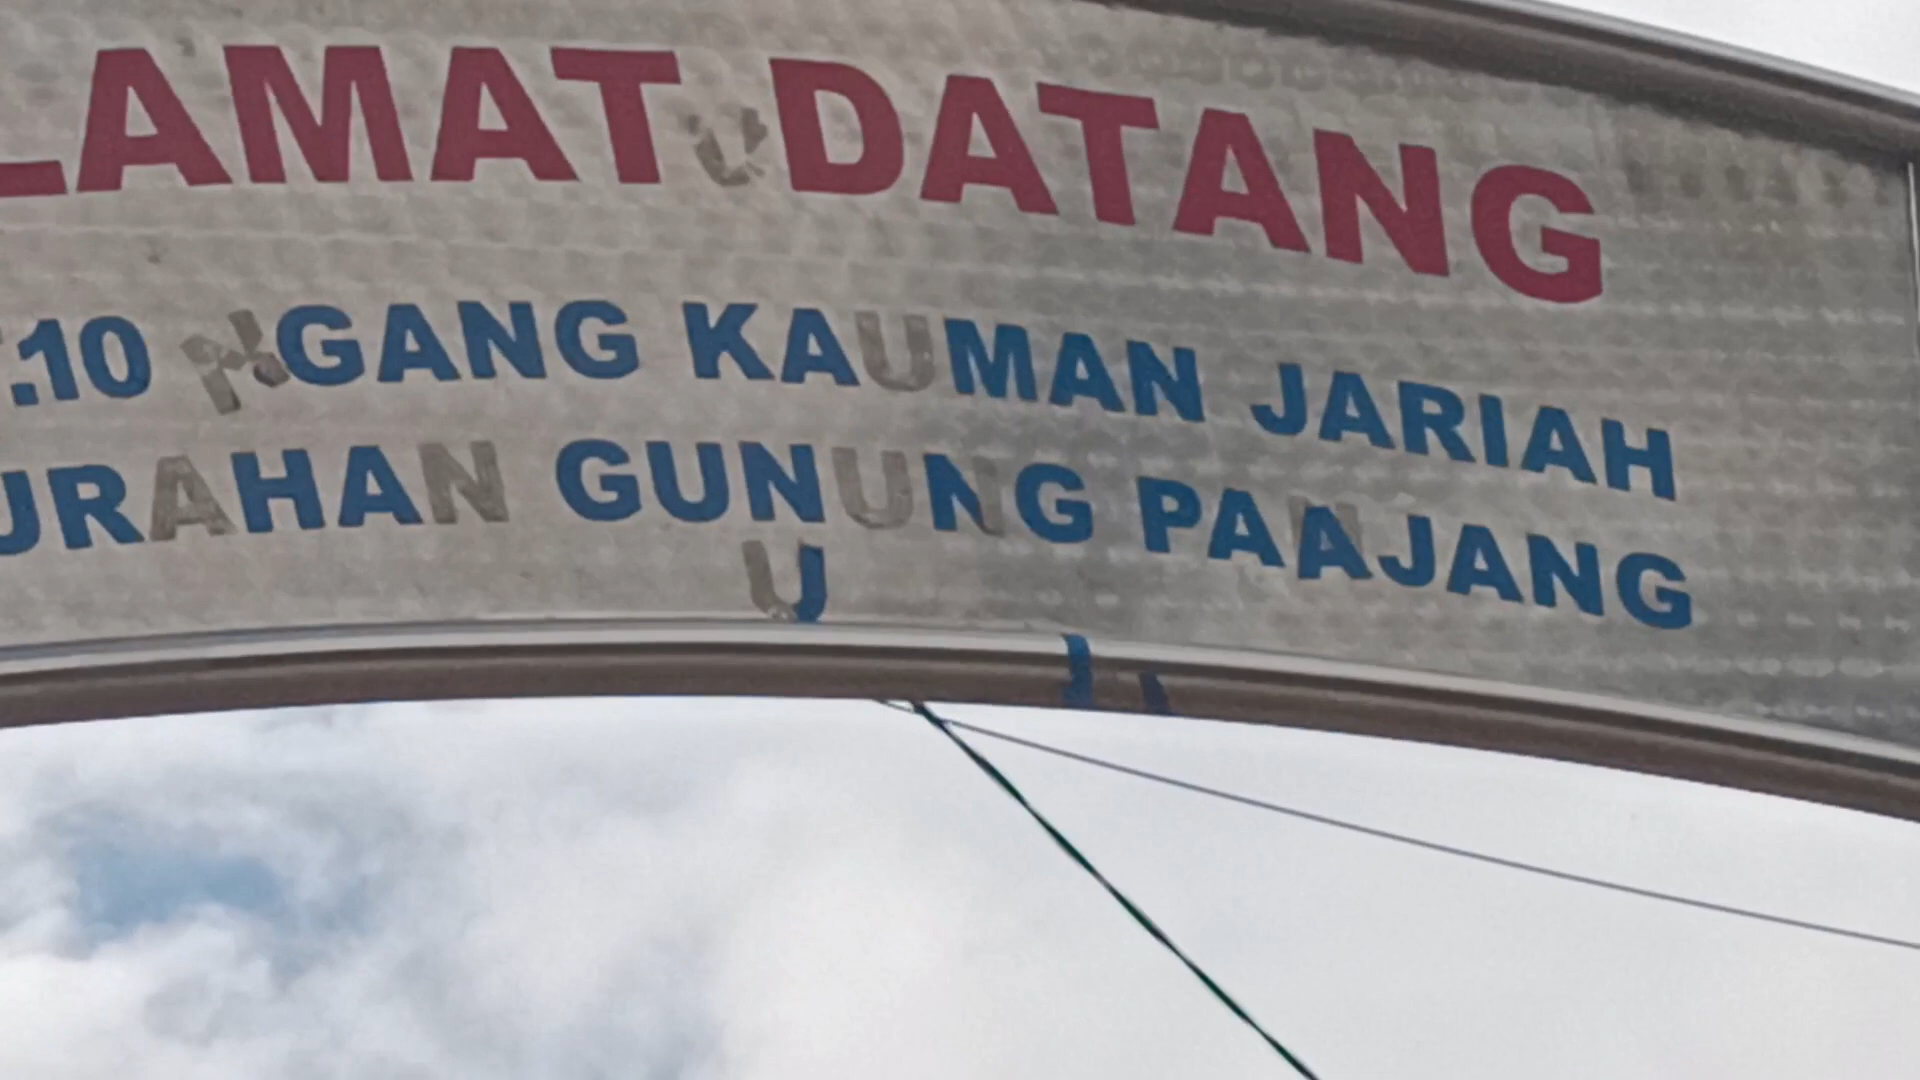 LAMAT DATANG
.10 GANG KAUMAN JARIAH
URAHAN GUNUNG PAAJANG
U